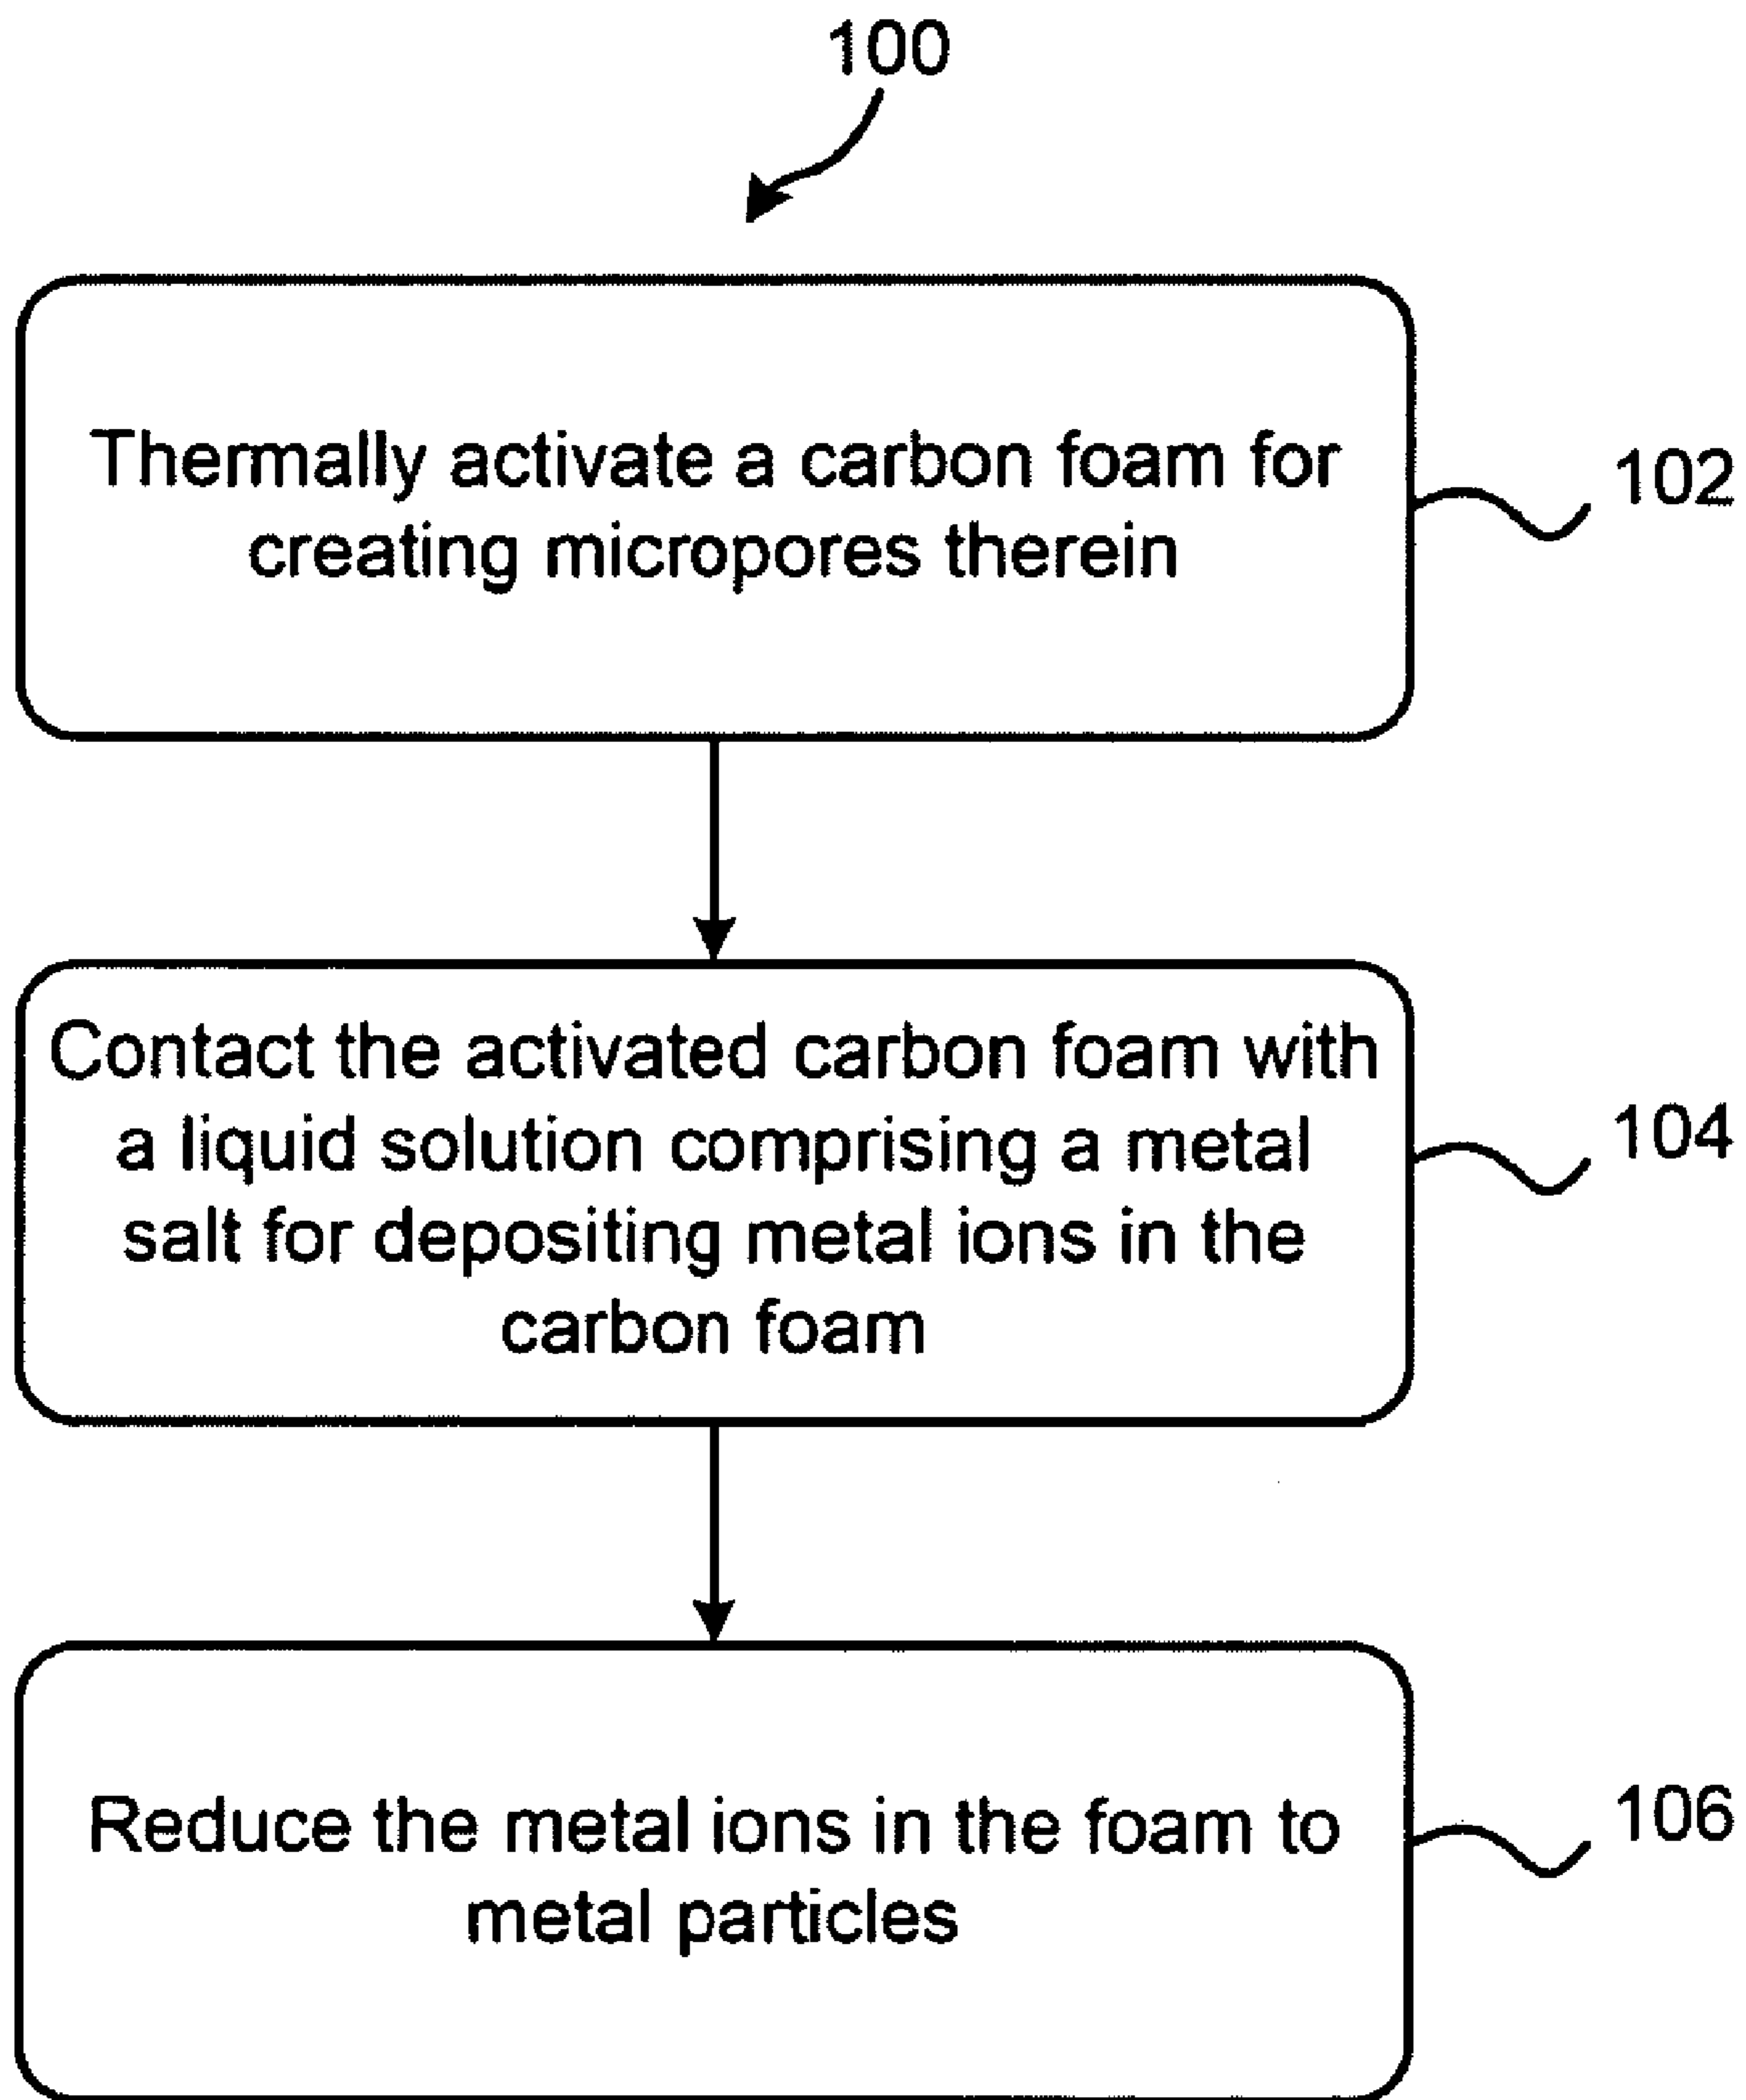 100
Thermally activate a carbon foam for
creating micropores therein
102
Contact the activated carbon foam with
a liquid solution comprising a metal
salt for depositing metal ions in the
carbon foam
104
Reduce the metal ions in the foam to
metal particles
106